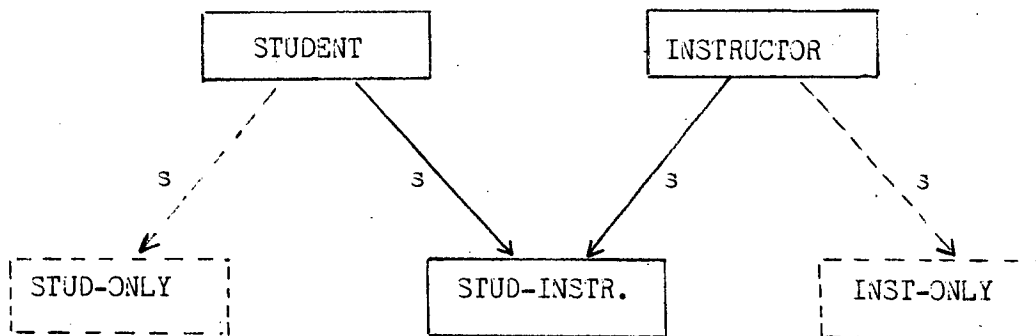 STUDENT INSTRUCTOR
s s s s
STUD-ONLY STUD-INSTR. INST-ONLY